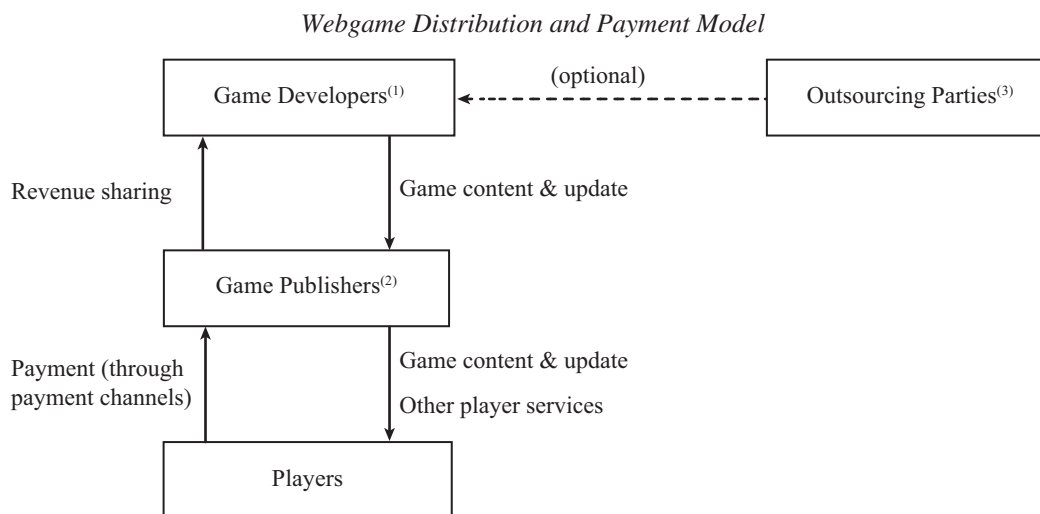 Webgame Distribution and Payment Model
(optional)
Game Developers(1)
Outsourcing Parties(3)
Revenue sharing
Game content & update
Game Publishers(2)
Payment (through
payment channels)
Game content & update
Other player services
Players